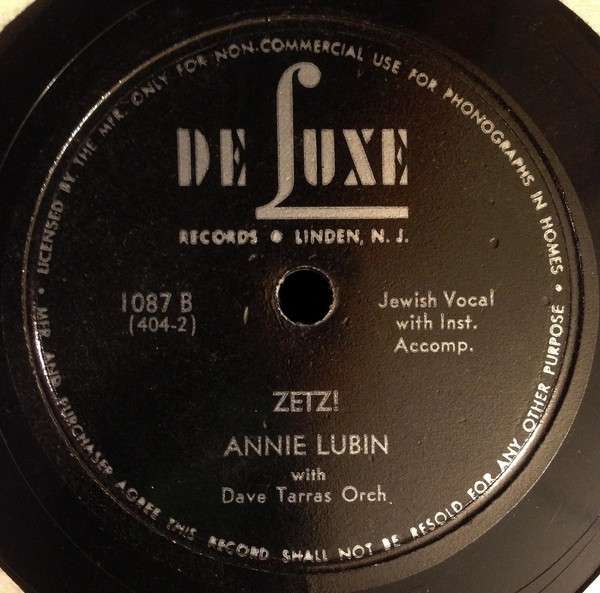 LICENSED BY THE MFR. ONLY FOR NON-COMMERCIAL USE FOR PHONOGRAPHS IN HOMES •
MFR. AND PURCHASER AGREE THIS RECORD SHALL NOT BE RESOLD FOR ANY OTHER PURPOSE •
DE LUXE
RECORDS • LINDEN, N. J.
1087 B
(404-2)
Jewish Vocal
with Inst.
Accomp.
ZETZ!
ANNIE LUBIN
with
Dave Tarras Orch.